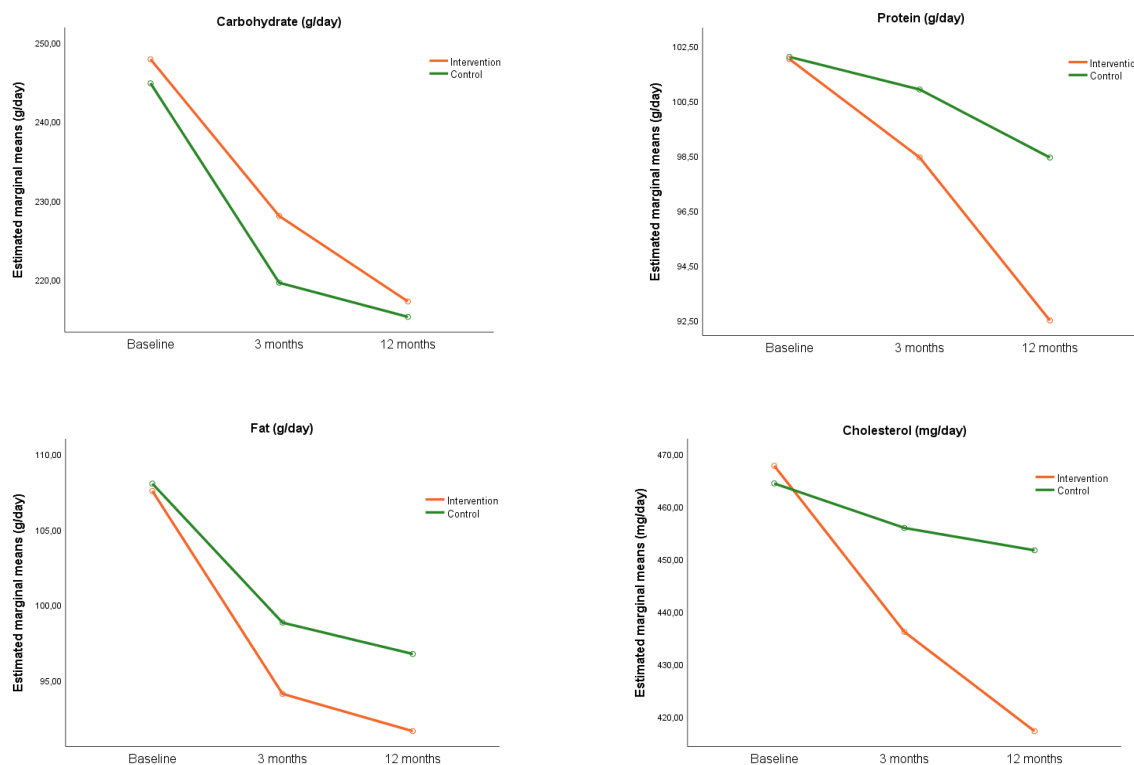 Carbohydrate (g/day)
Estimated marginal means (g/day)
250,00
240,00
230,00
220,00
Intervention
Control
Baseline
3 months
12 months
Protein (g/day)
Estimated marginal means (g/day)
102,50
100,50
98,50
96,50
94,50
92,50
Interventio
Control
Baseline
3 months
12 months
Fat (g/day)
Estimated marginal means (g/day)
110,00
105,00
100,00
95,00
Intervention
Control
Baseline
3 months
12 months
Cholesterol (mg/day)
Estimated marginal means (mg/day)
470,00
460,00
450,00
440,00
430,00
420,00
Intervention
Control
Baseline
3 months
12 months